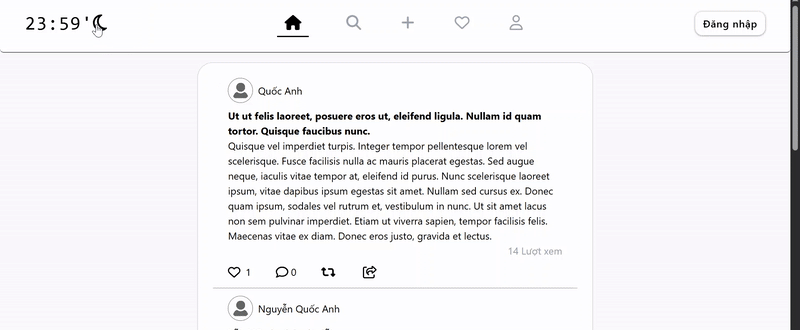 23:59'
Đăng nhập
Quốc Anh
Ut ut felis laoreet, posuere eros ut, eleifend ligula. Nullam id quam
tortor. Quisque faucibus nunc.
Quisque vel imperdiet turpis. Integer tempor pellentesque lorem vel
scelerisque. Fusce facilisis nulla ac mauris placerat egestas. Sed augue
neque, iaculis vitae tempor at, eleifend id purus. Nunc scelerisque laoreet
ipsum, vitae dapibus ipsum egestas sit amet. Nullam sed cursus ex. Donec
quam ipsum, sodales vel rutrum et, vestibulum in nunc. Ut sit amet lacus
non sem pulvinar imperdiet. Etiam ut viverra sapien, tempor facilisis felis.
Maecenas vitae ex diam. Donec eros justo, gravida et lectus.
14 Lượt xem
1 0
Nguyễn Quốc Anh